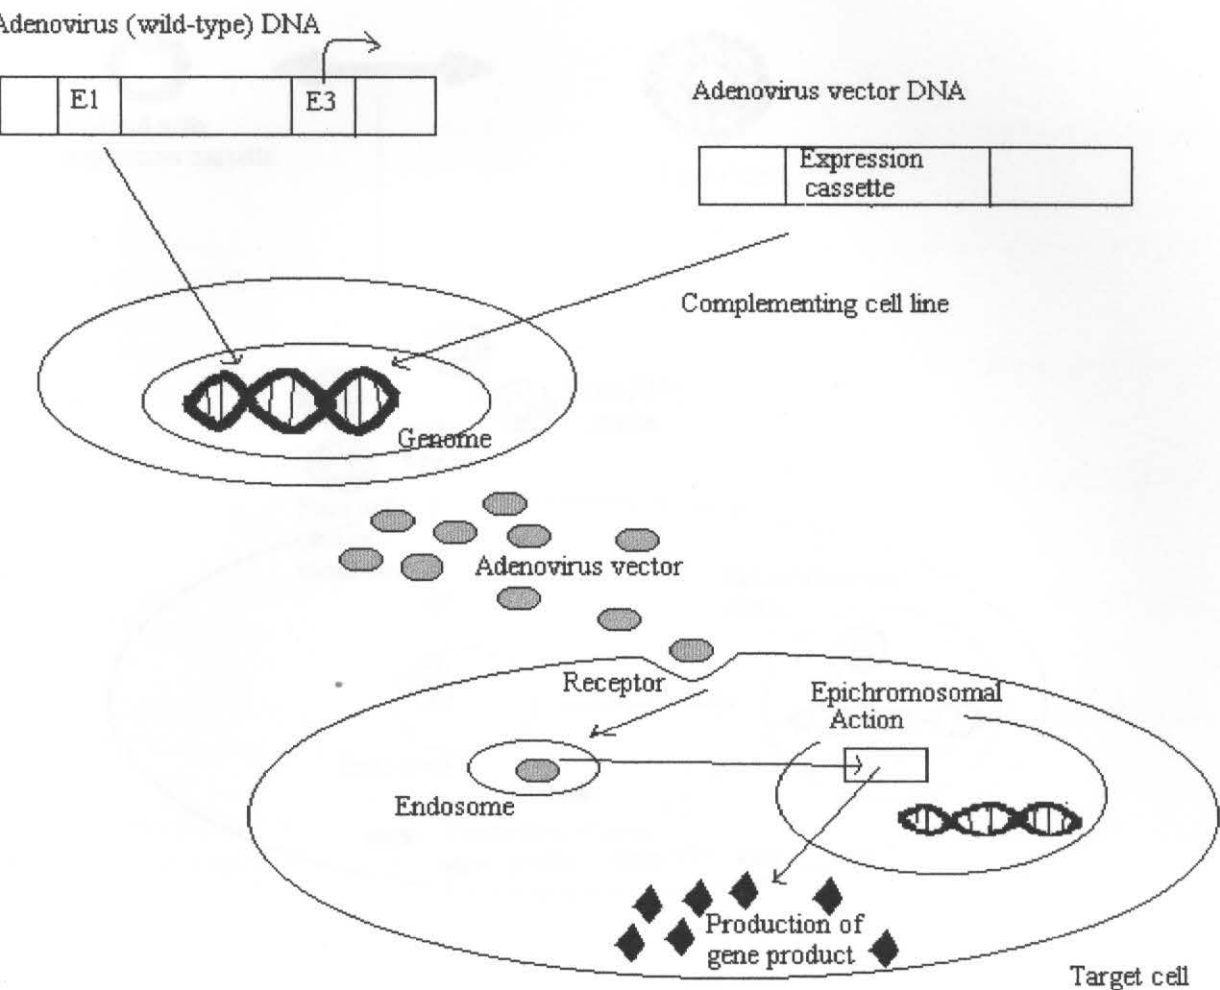 Adenovirus (wild-type) DNA
E1
E3
Adenovirus vector DNA
Expression
cassette
Complementing cell line
Genome
Adenovirus vector
Receptor
Epichromosomal
Action
Endosome
Production of
gene product
Target cell